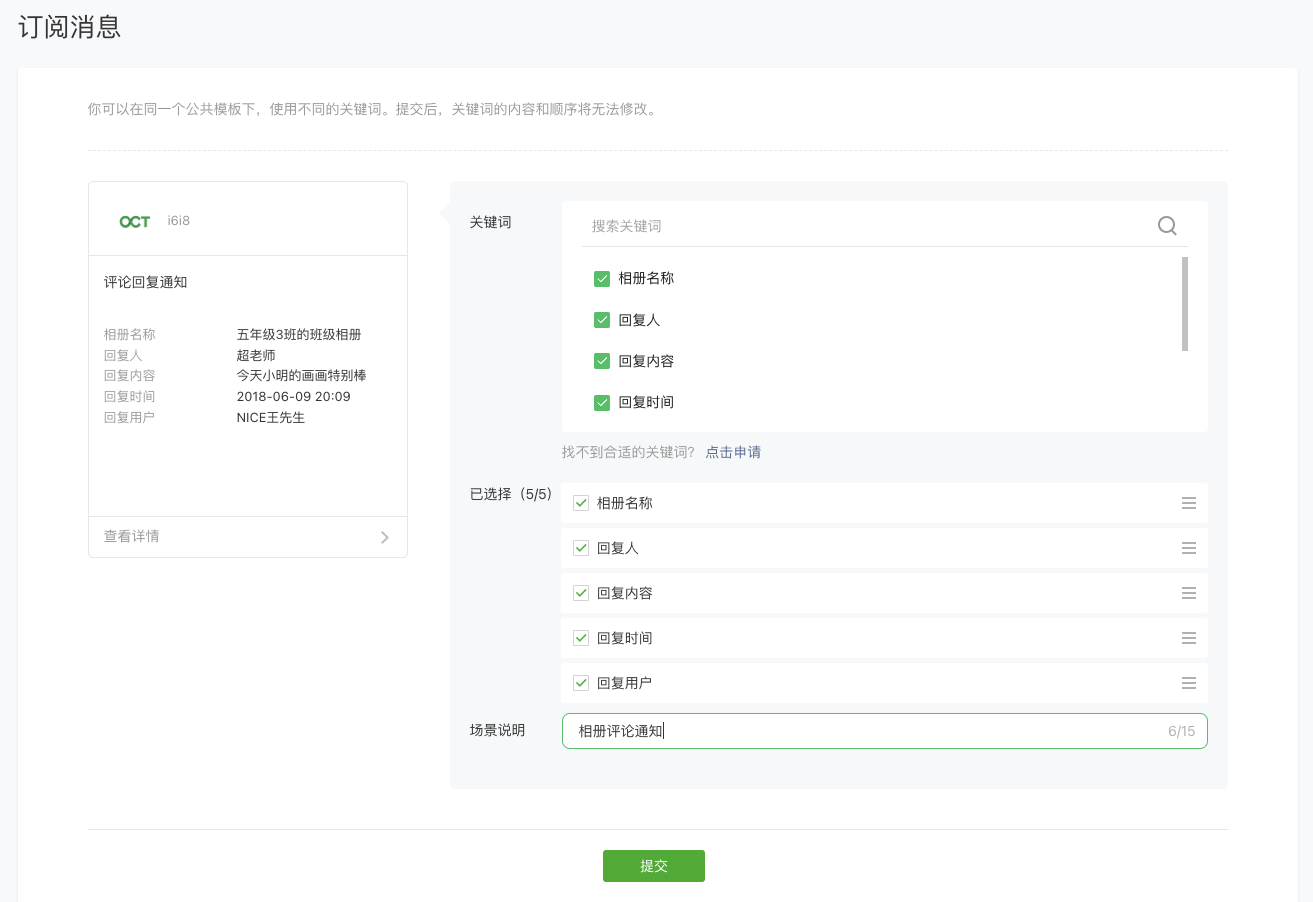 订阅消息
你可以在同一个公共模板下，使用不同的关键词。提交后，关键词的内容和顺序将无法修改。
OCT i6i8
评论回复通知
相册名称 五年级3班的班级相册
回复人 超老师
回复内容 今天小明的画画特别棒
回复时间 2018-06-09 20:09
回复用户 NICE王先生
查看详情
关键词
搜索关键词
相册名称
回复人
回复内容
回复时间
找不到合适的关键词？ 点击申请
已选择（5/5）
相册名称
回复人
回复内容
回复时间
回复用户
场景说明 相册评论通知 6/15
提交